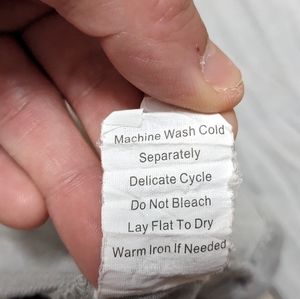 Machine Wash Cold
Separately
Delicate Cycle
Do Not Bleach
Lay Flat To Dry
Warm Iron If Needed